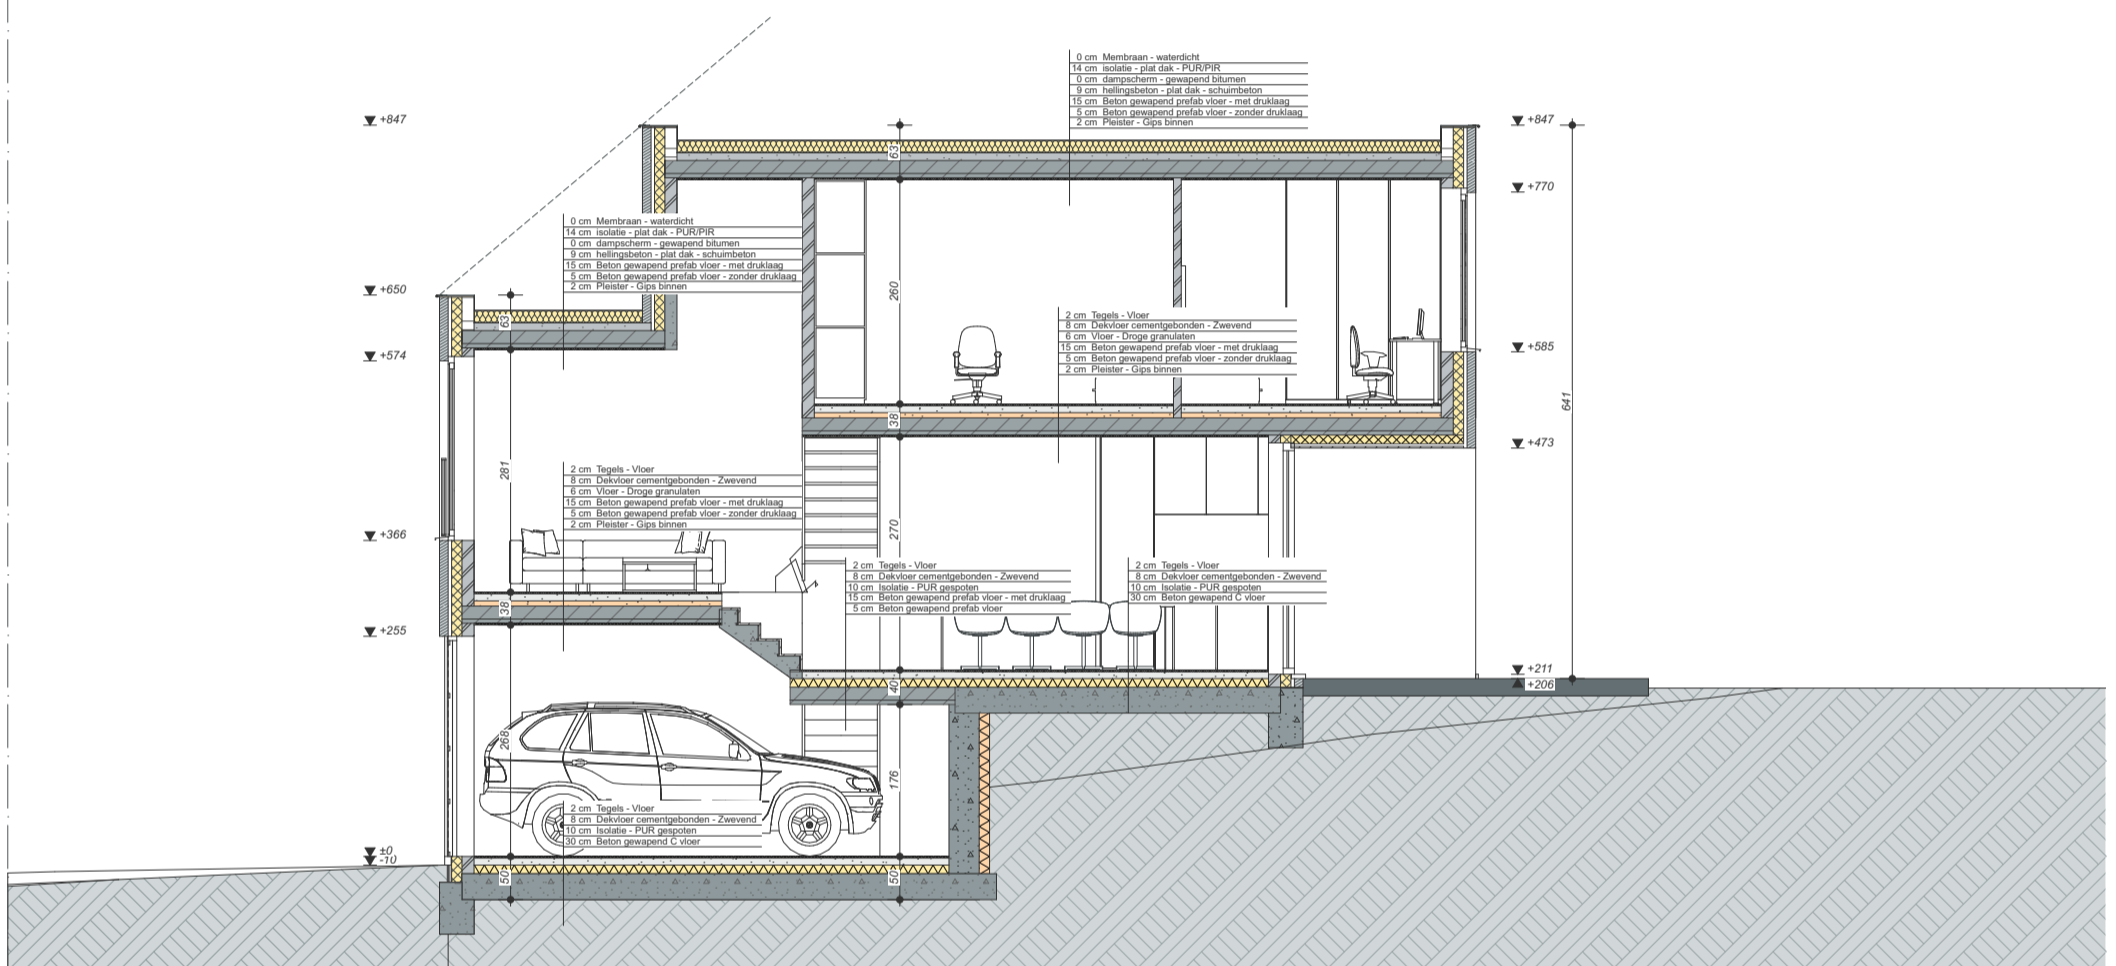 0 cm Membraan - waterdicht
14 cm isolatie - plat dak - PUR/PIR
0 cm dampscherm - gewapend bitumen
9 cm hellingsbeton - plat dak - schuimbeton
15 cm Beton gewapend prefab vloer - met druklaag
5 cm Beton gewapend prefab vloer - zonder druklaag
2 cm Pleister - Gips binnen
+847
+847
63
+770
0 cm Membraan - waterdicht
14 cm isolatie - plat dak - PUR/PIR
0 cm dampscherm - gewapend bitumen
9 cm hellingsbeton - plat dak - schuimbeton
15 cm Beton gewapend prefab vloer - met druklaag
5 cm Beton gewapend prefab vloer - zonder druklaag
2 cm Pleister - Gips binnen
+650
63
260
2 cm Tegels - Vloer
8 cm Dekvloer cementgebonden - Zwevend
6 cm Vloer - Droge granulaten
15 cm Beton gewapend prefab vloer - met druklaag
5 cm Beton gewapend prefab vloer - zonder druklaag
2 cm Pleister - Gips binnen
+574
+585
641
38
+473
281
2 cm Tegels - Vloer
8 cm Dekvloer cementgebonden - Zwevend
6 cm Vloer - Droge granulaten
15 cm Beton gewapend prefab vloer - met druklaag
5 cm Beton gewapend prefab vloer - zonder druklaag
2 cm Pleister - Gips binnen
270
+366
2 cm Tegels - Vloer
8 cm Dekvloer cementgebonden - Zwevend
10 cm Isolatie - PUR gespoten
15 cm Beton gewapend prefab vloer - met druklaag
5 cm Beton gewapend prefab vloer
2 cm Tegels - Vloer
8 cm Dekvloer cementgebonden - Zwevend
10 cm Isolatie - PUR gespoten
30 cm Beton gewapend C vloer
38
+255
+211
+206
40
268
176
2 cm Tegels - Vloer
8 cm Dekvloer cementgebonden - Zwevend
10 cm Isolatie - PUR gespoten
30 cm Beton gewapend C vloer
±0
-10
50
50